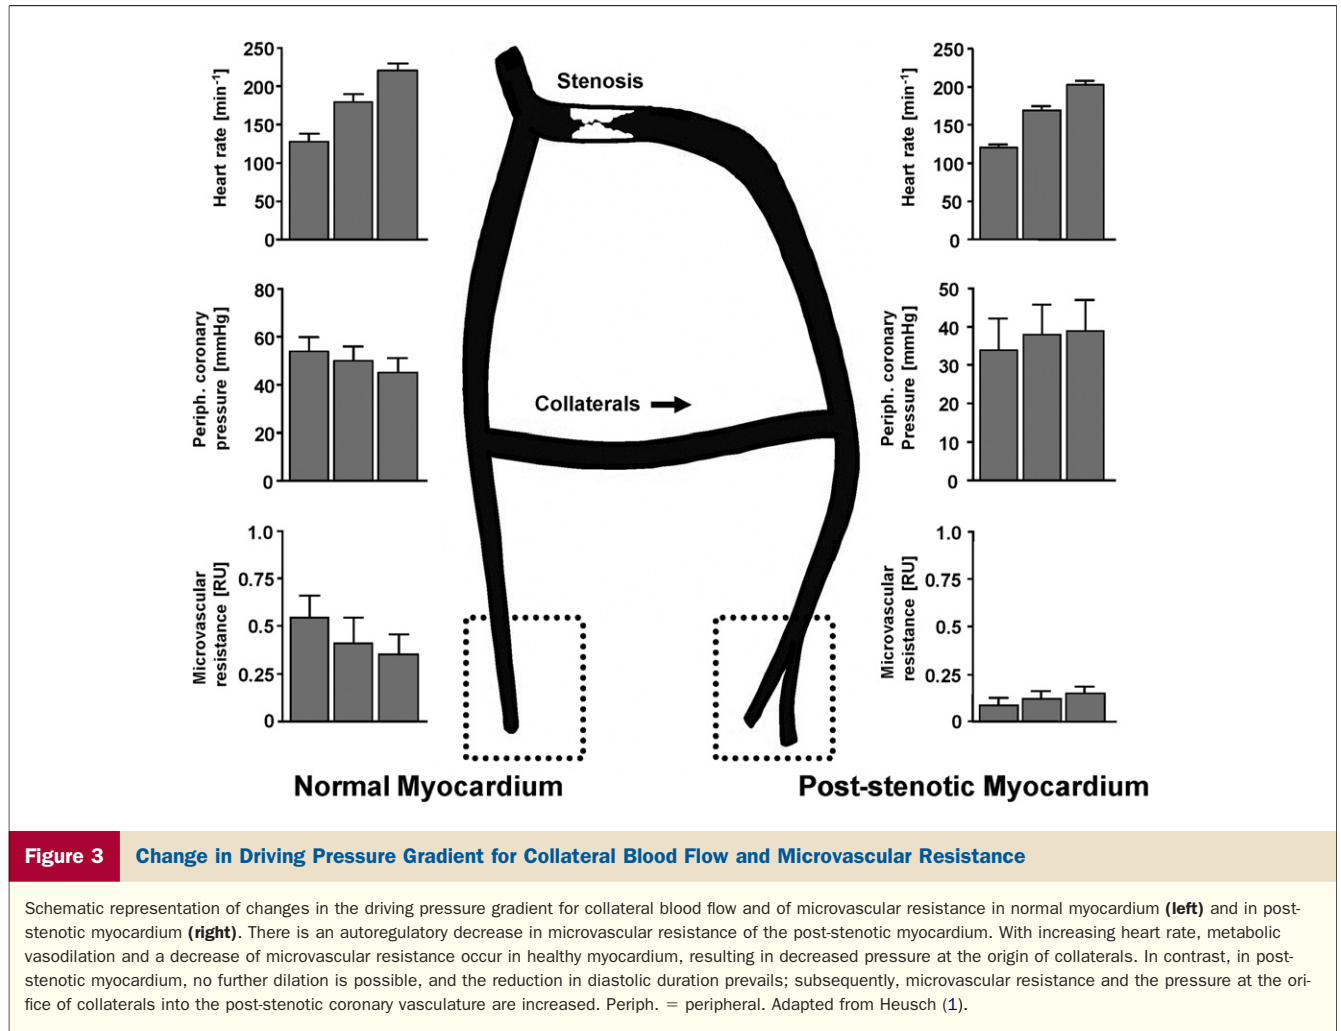 Heart rate [min⁻¹]
250
200
150
100
50
0
Stenosis
Heart rate [min⁻¹]
250
200
150
100
50
0
Periph. coronary
pressure [mmHg]
80
60
40
20
0
Collaterals
Periph. coronary
Pressure [mmHg]
50
40
30
20
10
0
Microvascular
resistance [RU]
1.0
0.75
0.5
0.25
0
Microvascular
resistance [RU]
1.0
0.75
0.5
0.25
0
Normal Myocardium
Post-stenotic Myocardium
Figure 3
Change in Driving Pressure Gradient for Collateral Blood Flow and Microvascular Resistance
Schematic representation of changes in the driving pressure gradient for collateral blood flow and of microvascular resistance in normal myocardium (left) and in post-
stenotic myocardium (right). There is an autoregulatory decrease in microvascular resistance of the post-stenotic myocardium. With increasing heart rate, metabolic
vasodilation and a decrease of microvascular resistance occur in healthy myocardium, resulting in decreased pressure at the origin of collaterals. In contrast, in post-
stenotic myocardium, no further dilation is possible, and the reduction in diastolic duration prevails; subsequently, microvascular resistance and the pressure at the ori-
fice of collaterals into the post-stenotic coronary vasculature are increased. Periph. = peripheral. Adapted from Heusch (1).